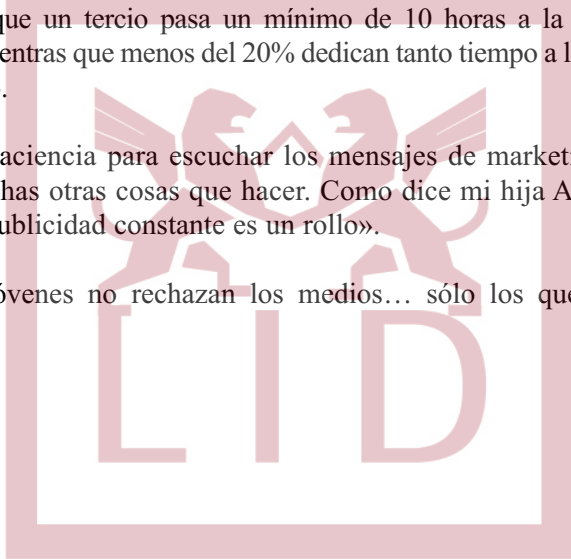 que un tercio pasa un mínimo de 10 horas a la
entras que menos del 20% dedican tanto tiempo a l
.
aciencia para escuchar los mensajes de market
has otras cosas que hacer. Como dice mi hija A
ublicidad constante es un rollo».
óvenes no rechazan los medios… sólo los que
LID